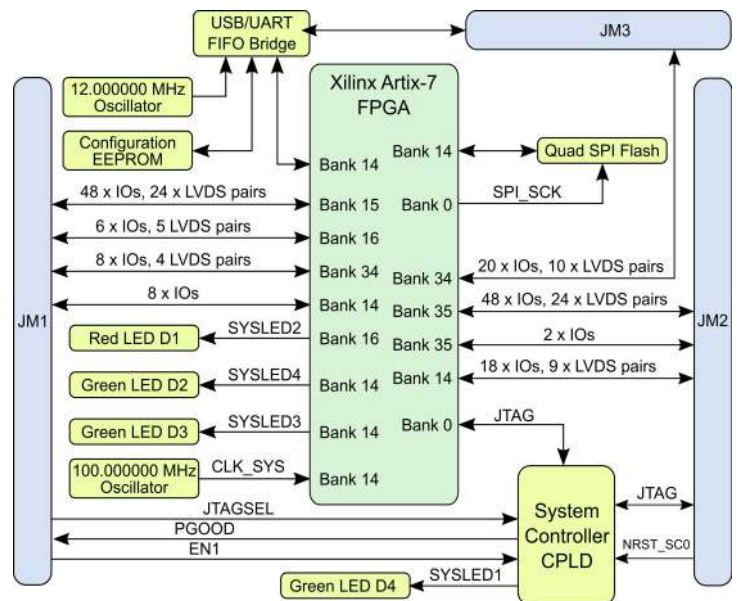 USB/UART
FIFO Bridge
JM3
12.000000 MHz
Oscillator
Xilinx Artix-7
FPGA
Configuration
EEPROM
Bank 14
Bank 14
Quad SPI Flash
48 x IOs, 24 x LVDS pairs
Bank 15
Bank 0
SPI_SCK
6 x IOs, 5 LVDS pairs
Bank 16
8 x IOs, 4 LVDS pairs
Bank 34
Bank 34
20 x IOs, 10 x LVDS pairs
8 x IOs
Bank 14
Bank 35
48 x IOs, 24 x LVDS pairs
JM1
JM2
Red LED D1
SYSLED2
Bank 16
Bank 35
2 x IOs
Green LED D2
SYSLED4
Bank 14
Bank 14
18 x IOs, 9 x LVDS pairs
Green LED D3
SYSLED3
Bank 14
Bank 0
JTAG
100.000000 MHz
Oscillator
CLK_SYS
Bank 14
JTAGSEL
PGOOD
EN1
System
Controller
CPLD
JTAG
NRST_SC0
Green LED D4
SYSLED1